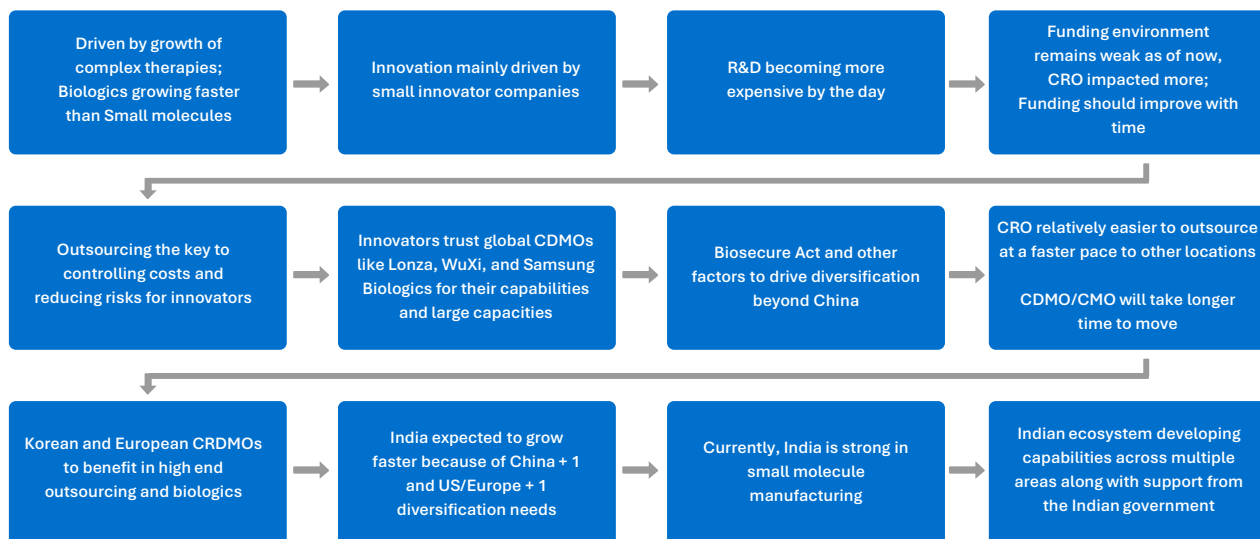 Driven by growth of
complex therapies;
Biologics growing faster
than Small molecules
Innovation mainly driven by
small innovator companies
R&D becoming more
expensive by the day
Funding environment
remains weak as of now,
CRO impacted more;
Funding should improve with
time
Outsourcing the key to
controlling costs and
reducing risks for innovators
Innovators trust global CDMOs
like Lonza, WuXi, and Samsung
Biologics for their capabilities
and large capacities
Biosecure Act and other
factors to drive diversification
beyond China
CRO relatively easier to outsource
at a faster pace to other locations
CDMO/CMO will take longer
time to move
Korean and European CRDMOs
to benefit in high end
outsourcing and biologics
India expected to grow
faster because of China + 1
and US/Europe + 1
diversification needs
Currently, India is strong in
small molecule
manufacturing
Indian ecosystem developing
capabilities across multiple
areas along with support from
the Indian government